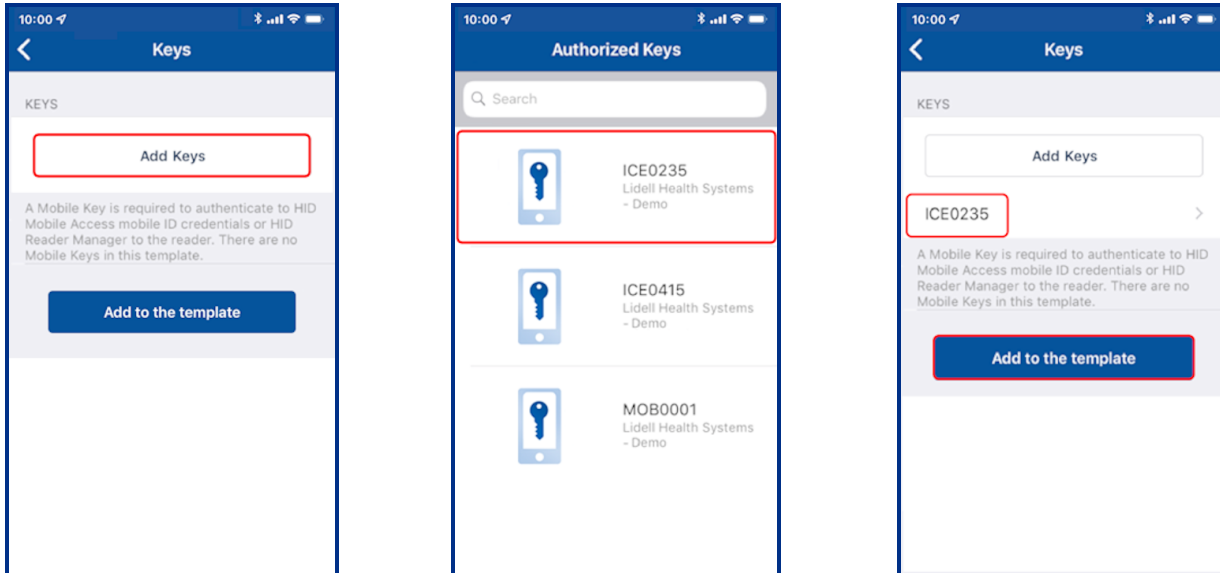 10:00
Keys
KEYS
Add Keys
A Mobile Key is required to authenticate to HID
Mobile Access mobile ID credentials or HID
Reader Manager to the reader. There are no
Mobile Keys in this template.
Add to the template
10:00
Authorized Keys
Search
ICE0235
Lidell Health Systems
- Demo
ICE0415
Lidell Health Systems
- Demo
MOB0001
Lidell Health Systems
- Demo
10:00
Keys
KEYS
Add Keys
ICE0235
A Mobile Key is required to authenticate to HID
Mobile Access mobile ID credentials or HID
Reader Manager to the reader. There are no
Mobile Keys in this template.
Add to the template